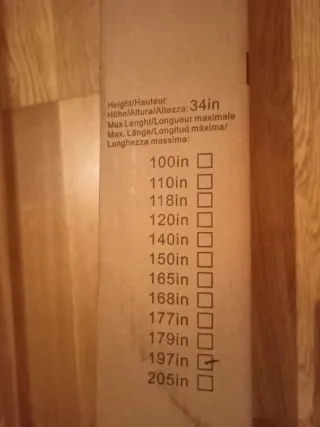 Height/Hauteur
Höhe/Altura/Altezza: 34in
Max Lenght/Longueur maximale
Max. Länge/Longitud máxima/
Lunghezza massima:
100in
110in
118in
120in
140in
150in
165in
168in
177in
179in
197in
205in